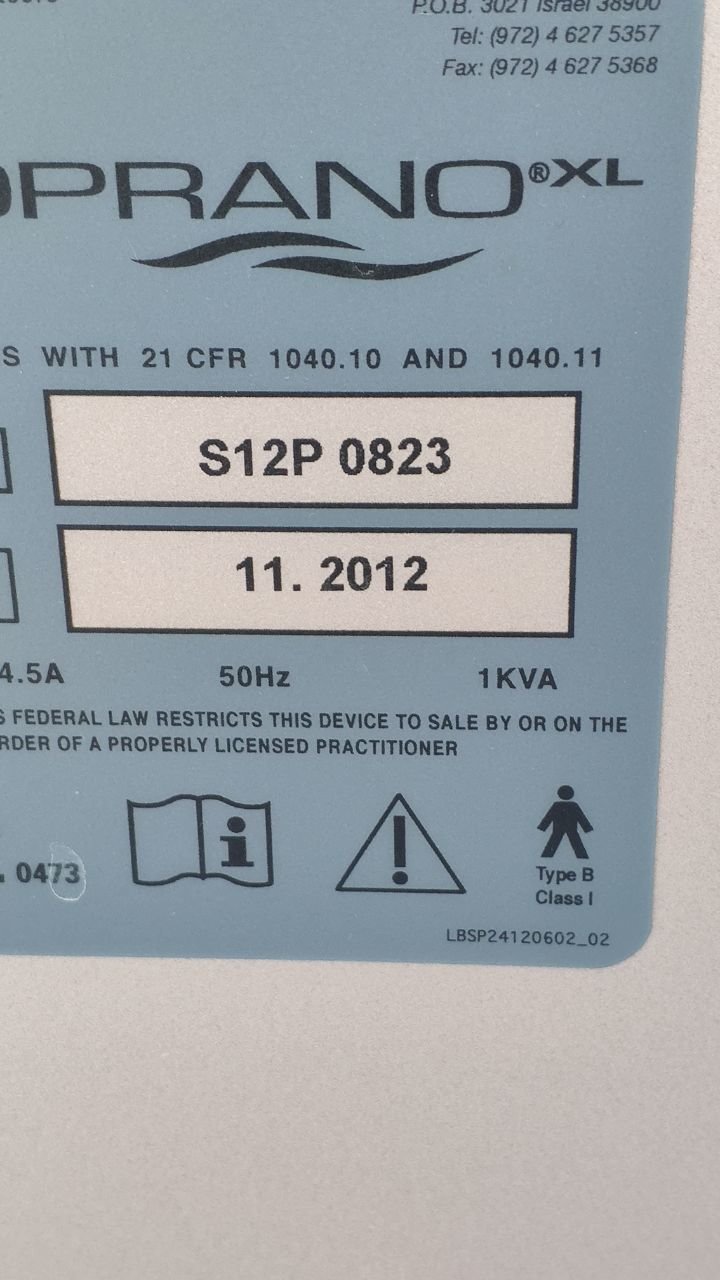 P.O.B. 3021 Israel 38900
Tel: (972) 4 627 5357
Fax: (972) 4 627 5368
OPRANO®XL
S WITH 21 CFR 1040.10 AND 1040.11
S12P 0823
11. 2012
4.5A 50Hz 1KVA
S FEDERAL LAW RESTRICTS THIS DEVICE TO SALE BY OR ON THE
RDER OF A PROPERLY LICENSED PRACTITIONER
. 0473
Type B
Class I
LBSP24120602_02